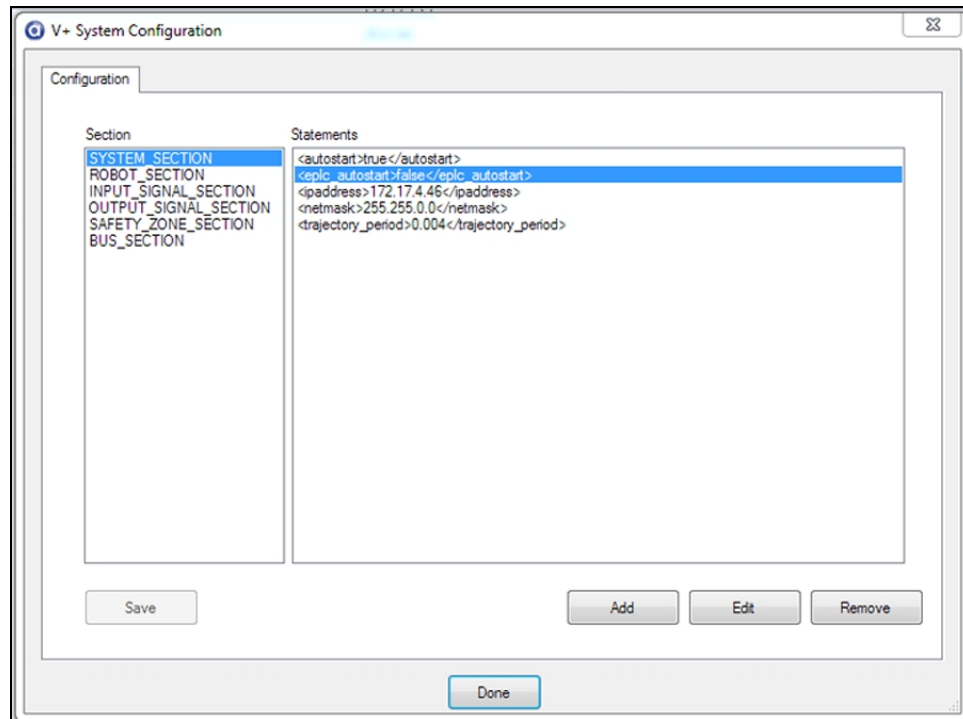 V+ System Configuration
Configuration
Section
Statements
SYSTEM_SECTION
ROBOT_SECTION
INPUT_SIGNAL_SECTION
OUTPUT_SIGNAL_SECTION
SAFETY_ZONE_SECTION
BUS_SECTION
<autostart>true</autostart>
<eplc_autostart>false</eplc_autostart>
<ipaddress>172.17.4.46</ipaddress>
<netmask>255.255.0.0</netmask>
<trajectory_period>0.004</trajectory_period>
Save
Add
Edit
Remove
Done